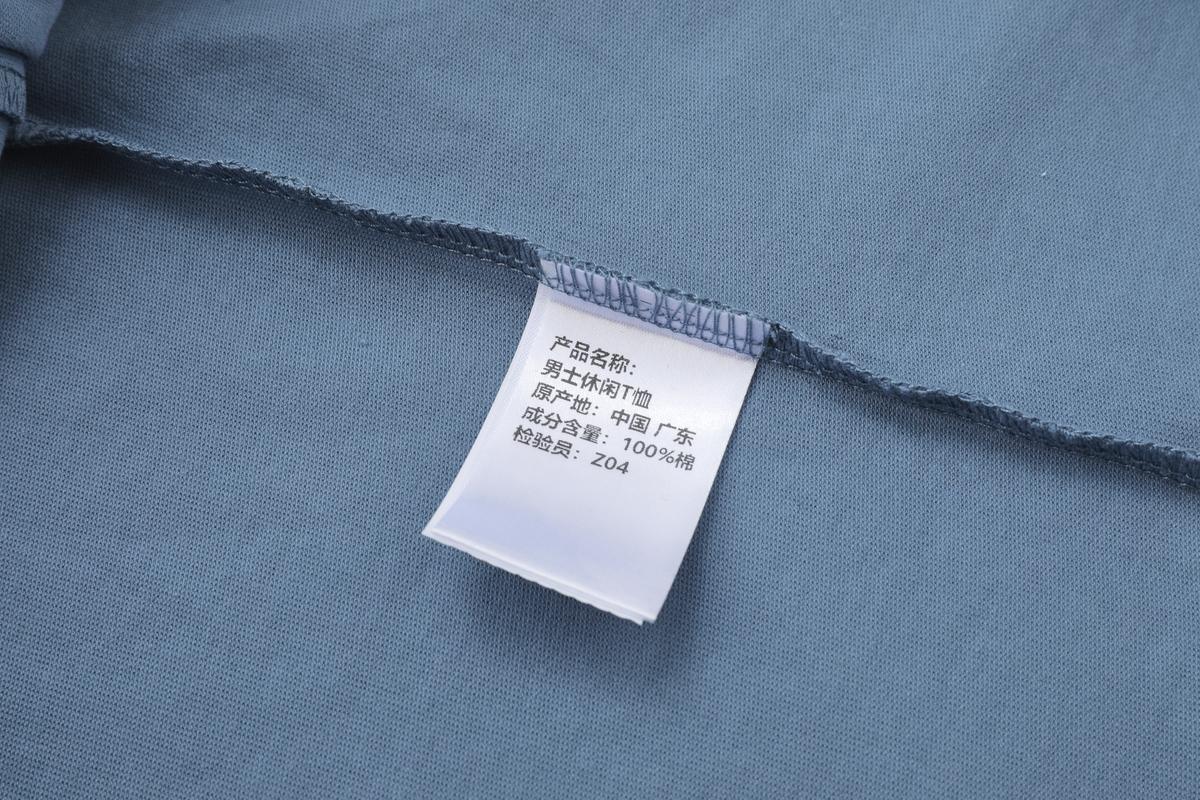 产品名称：
男士休闲T恤
原产地：中国 广东
成分含量：100%棉
检验员：Z04